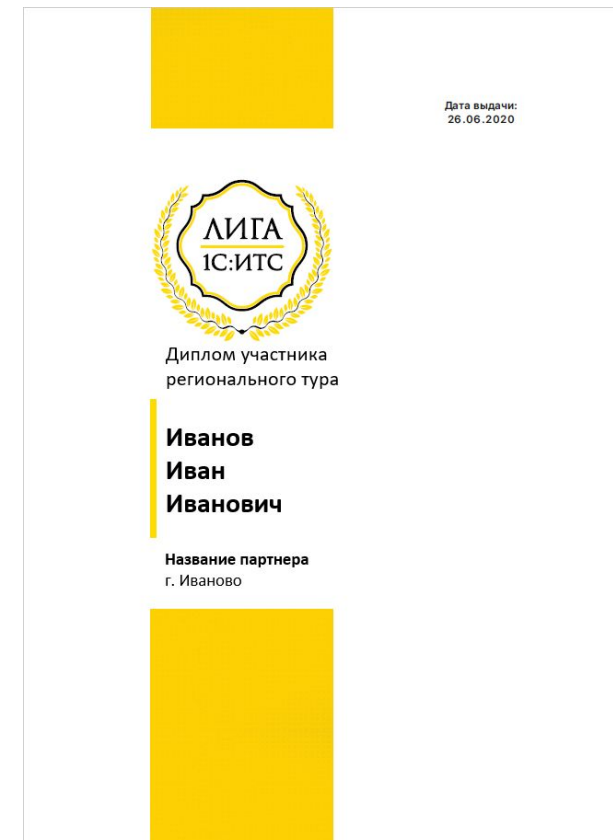 Дата выдачи:
26.06.2020
ЛИГА
1С:ИТС
Диплом участника
регионального тура
Иванов
Иван
Иванович
Название партнера
г. Иваново